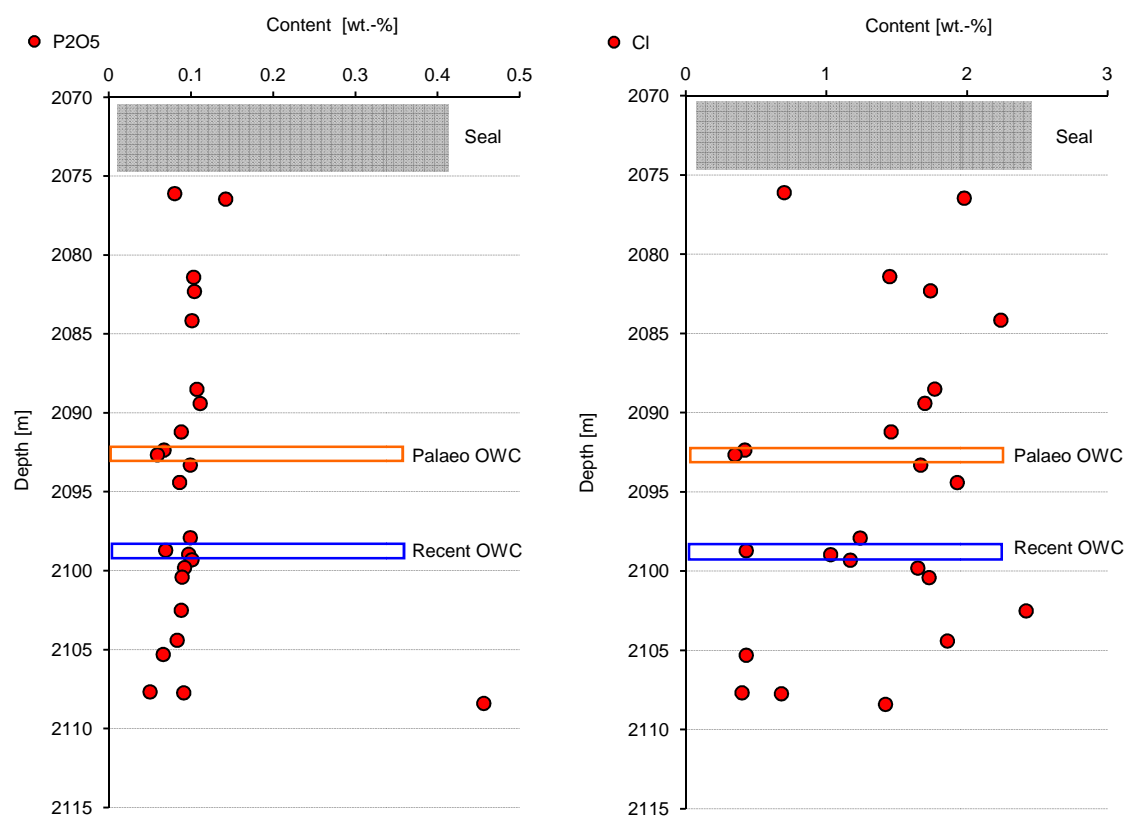 Content [wt.-%]
P2O5
0 0.1 0.2 0.3 0.4 0.5
2070
Seal
2075
2080
2085
2090
Palaeo OWC
2095
Recent OWC
2100
2105
2110
2115
Depth [m]
Content [wt.-%]
Cl
0 1 2 3
2070
Seal
2075
2080
2085
2090
Palaeo OWC
2095
Recent OWC
2100
2105
2110
2115
Depth [m]